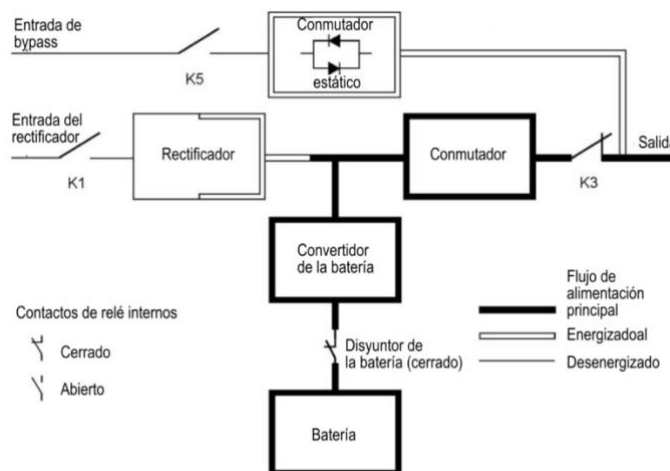 Entrada de
bypass
K5
Conmutador
estático
Entrada del
rectificador
K1
Rectificador
Conmutador
K3
Salida
Convertidor
de la batería
Disyuntor de
la batería (cerrado)
Batería
Contactos de relé internos
Cerrado
Abierto
Flujo de
alimentación
principal
Energizadoal
Desenergizado